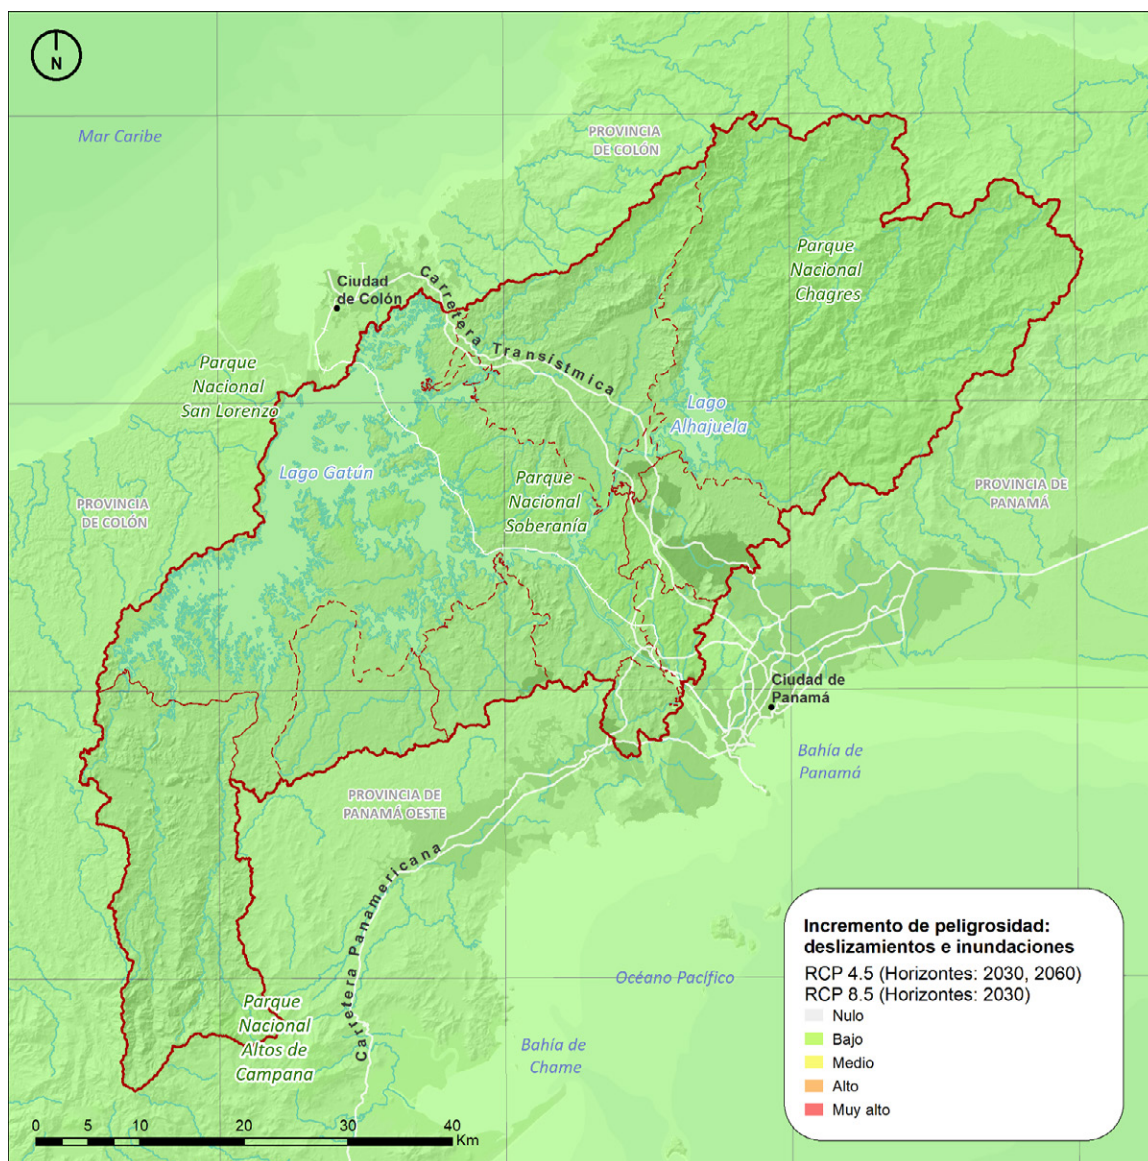 N
Mar Caribe
PROVINCIA
DE COLÓN
Parque
Nacional
Chagres
Ciudad
de Colón
Carretera Transístmica
Parque
Nacional
San Lorenzo
Lago
Alhajuela
Lago Gatún
Parque
Nacional
Soberanía
PROVINCIA
DE COLÓN
PROVINCIA DE
PANAMÁ
Ciudad de
Panamá
Bahía de
Panamá
PROVINCIA DE
PANAMÁ OESTE
Carretera Panamericana
Océano Pacífico
Parque
Nacional
Altos de
Campana
Bahía de
Chame
Incremento de peligrosidad:
deslizamientos e inundaciones
RCP 4.5 (Horizontes: 2030, 2060)
RCP 8.5 (Horizontes: 2030)
Nulo
Bajo
Medio
Alto
Muy alto
0 5 10 20 30 40
Km